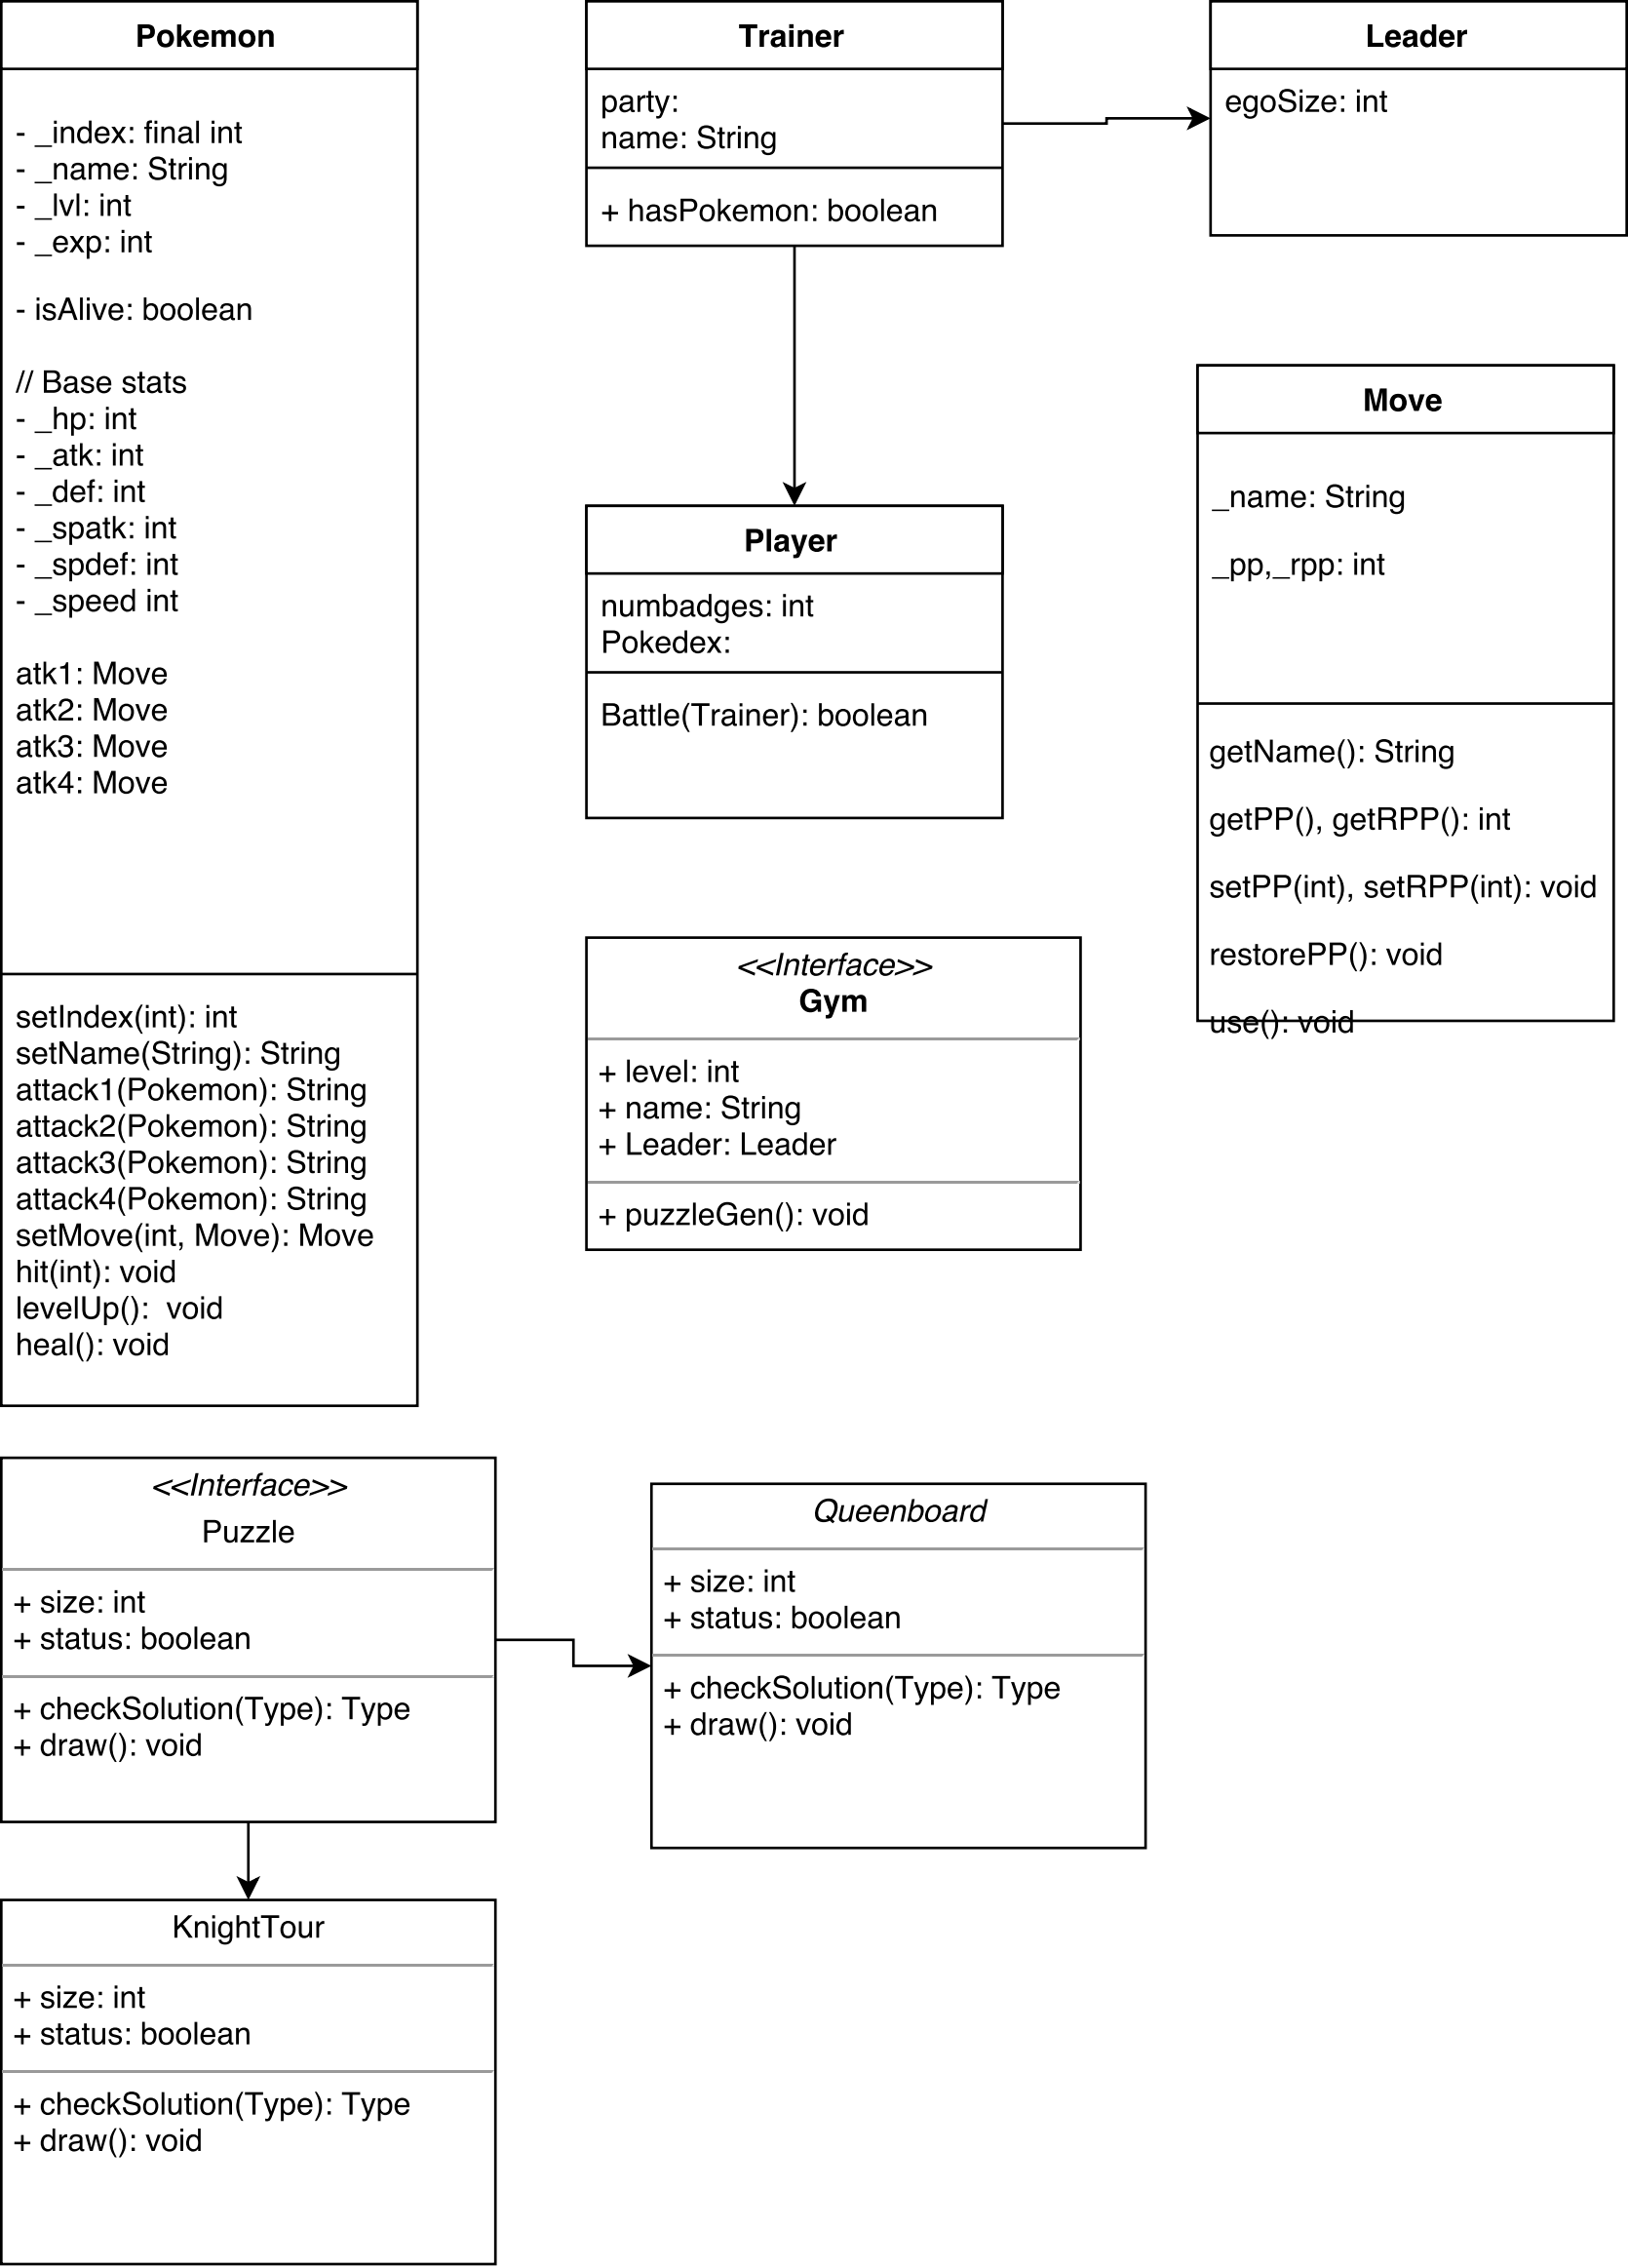 Pokemon
- _index: final int
- _name: String
- _lvl: int
- _exp: int
- isAlive: boolean
// Base stats
- _hp: int
- _atk: int
- _def: int
- _spatk: int
- _spdef: int
- _speed int
atk1: Move
atk2: Move
atk3: Move
atk4: Move
setIndex(int): int
setName(String): String
attack1(Pokemon): String
attack2(Pokemon): String
attack3(Pokemon): String
attack4(Pokemon): String
setMove(int, Move): Move
hit(int): void
levelUp():  void
heal(): void
Trainer
party:
name: String
+ hasPokemon: boolean
Leader
egoSize: int
Player
numbadges: int
Pokedex:
Battle(Trainer): boolean
Move
_name: String
_pp,_rpp: int
getName(): String
getPP(), getRPP(): int
setPP(int), setRPP(int): void
restorePP(): void
use(): void
<<Interface>>
Gym
+ level: int
+ name: String
+ Leader: Leader
+ puzzleGen(): void
<<Interface>>
Puzzle
+ size: int
+ status: boolean
+ checkSolution(Type): Type
+ draw(): void
Queenboard
+ size: int
+ status: boolean
+ checkSolution(Type): Type
+ draw(): void
KnightTour
+ size: int
+ status: boolean
+ checkSolution(Type): Type
+ draw(): void